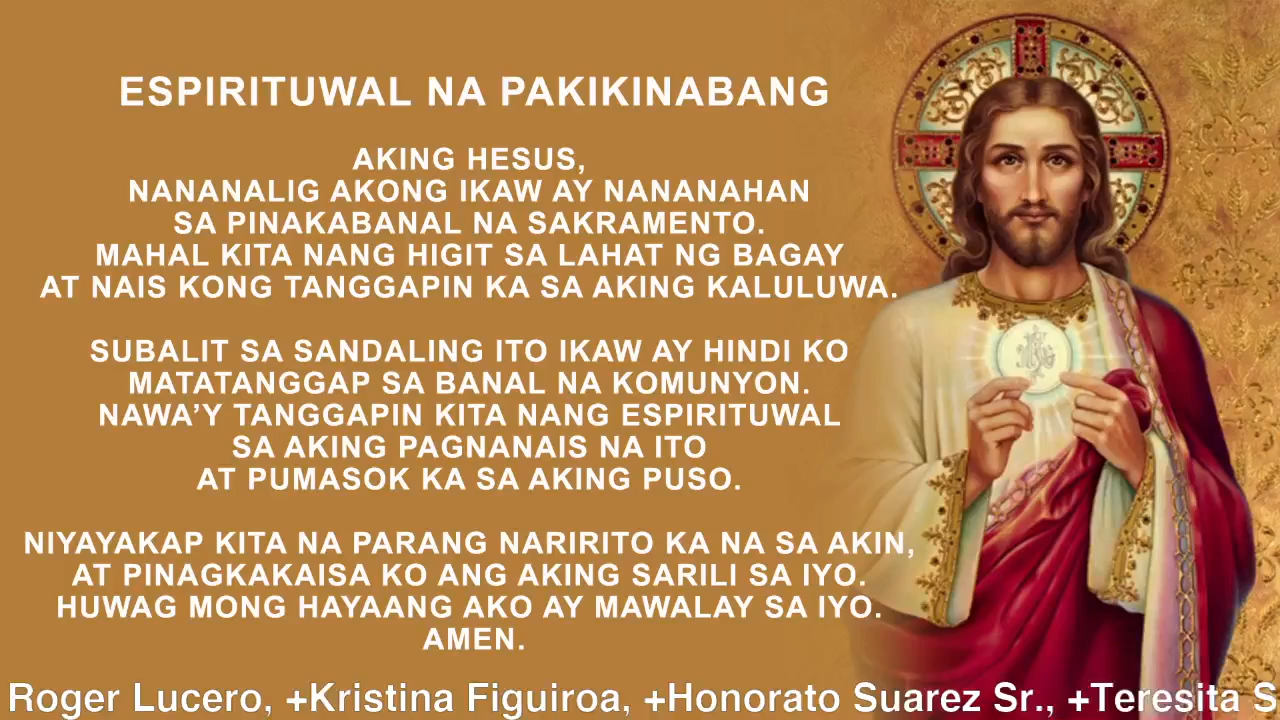 ESPIRITUWAL NA PAKIKINABANG
AKING HESUS,
NANANALIG AKONG IKAW AY NANANAHAN
SA PINAKABANAL NA SAKRAMENTO.
MAHAL KITA NANG HIGIT SA LAHAT NG BAGAY
AT NAIS KONG TANGGAPIN KA SA AKING KALULUWA.
SUBALIT SA SANDALING ITO IKAW AY HINDI KO
MATATANGGAP SA BANAL NA KOMUNYON.
NAWA’Y TANGGAPIN KITA NANG ESPIRITUWAL
SA AKING PAGNANAIS NA ITO
AT PUMASOK KA SA AKING PUSO.
NIYAYAKAP KITA NA PARANG NARIRITO KA NA SA AKIN,
AT PINAGKAKAISA KO ANG AKING SARILI SA IYO.
HUWAG MONG HAYAANG AKO AY MAWALAY SA IYO.
AMEN.
Roger Lucero, +Kristina Figuiroa, +Honorato Suarez Sr., +Teresita S